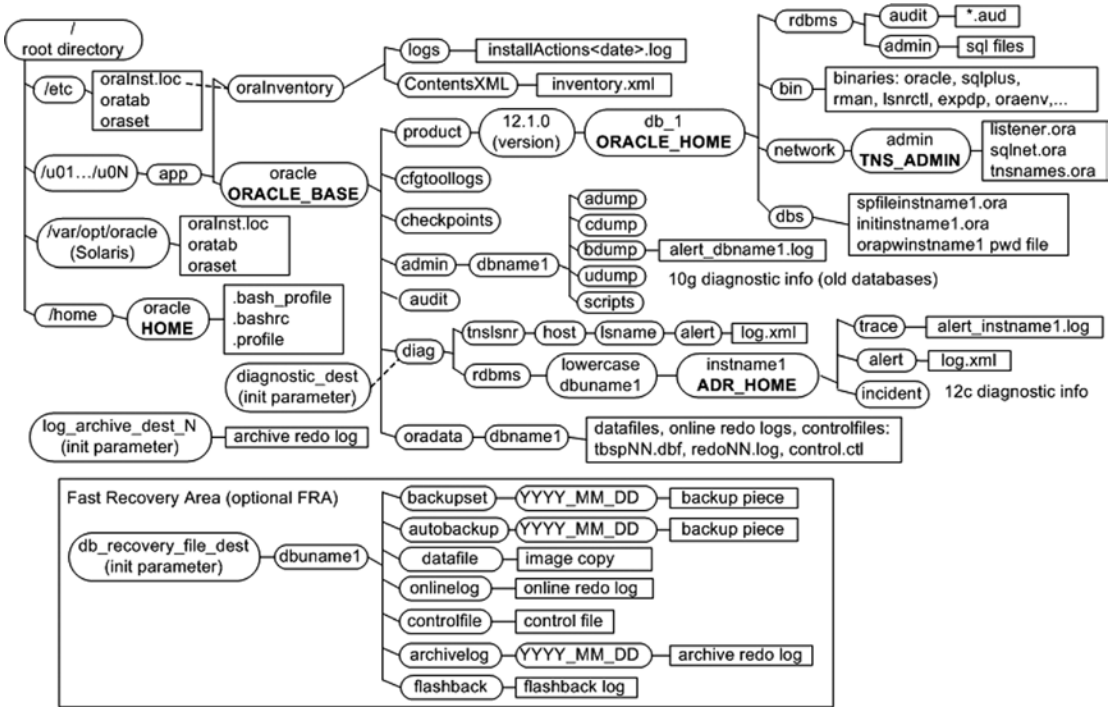 /
root directory
/etc
oraInst.loc
oratab
oraset
oraInventory
logs
installActions<date>.log
ContentsXML
inventory.xml
/u01.../u0N
app
oracle
ORACLE_BASE
/var/opt/oracle
(Solaris)
oraInst.loc
oratab
oraset
/home
oracle
HOME
.bash_profile
.bashrc
.profile
product
12.1.0
(version)
db_1
ORACLE_HOME
rdbms
audit
*.aud
admin
sql files
bin
binaries: oracle, sqlplus,
rman, lsnrctl, expdp, oraenv,...
network
admin
TNS_ADMIN
listener.ora
sqlnet.ora
tnsnames.ora
dbs
spfileinstname1.ora
initinstname1.ora
orapwinstname1 pwd file
cfgtoollogs
checkpoints
admin
dbname1
adump
cdump
bdump
alert_dbname1.log
udump
scripts
10g diagnostic info (old databases)
audit
diag
tnslsnr
host
lsname
alert
log.xml
rdbms
lowercase
dbuname1
instname1
ADR_HOME
trace
alert_instname1.log
alert
log.xml
incident
12c diagnostic info
diagnostic_dest
(init parameter)
log_archive_dest_N
(init parameter)
archive redo log
oradata
dbname1
datafiles, online redo logs, controlfiles:
tbspNN.dbf, redoNN.log, control.ctl
Fast Recovery Area (optional FRA)
db_recovery_file_dest
(init parameter)
dbuname1
backupset
YYYY_MM_DD
backup piece
autobackup
YYYY_MM_DD
backup piece
datafile
image copy
onlinelog
online redo log
controlfile
control file
archivelog
YYYY_MM_DD
archive redo log
flashback
flashback log